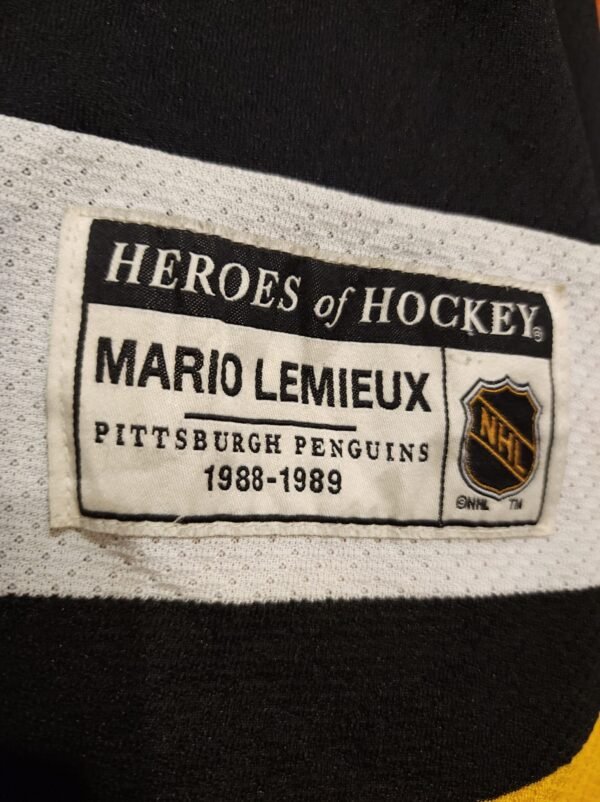 HEROES of HOCKEY®
MARIO LEMIEUX
PITTSBURGH PENGUINS
1988-1989
NHL
©NHL TM